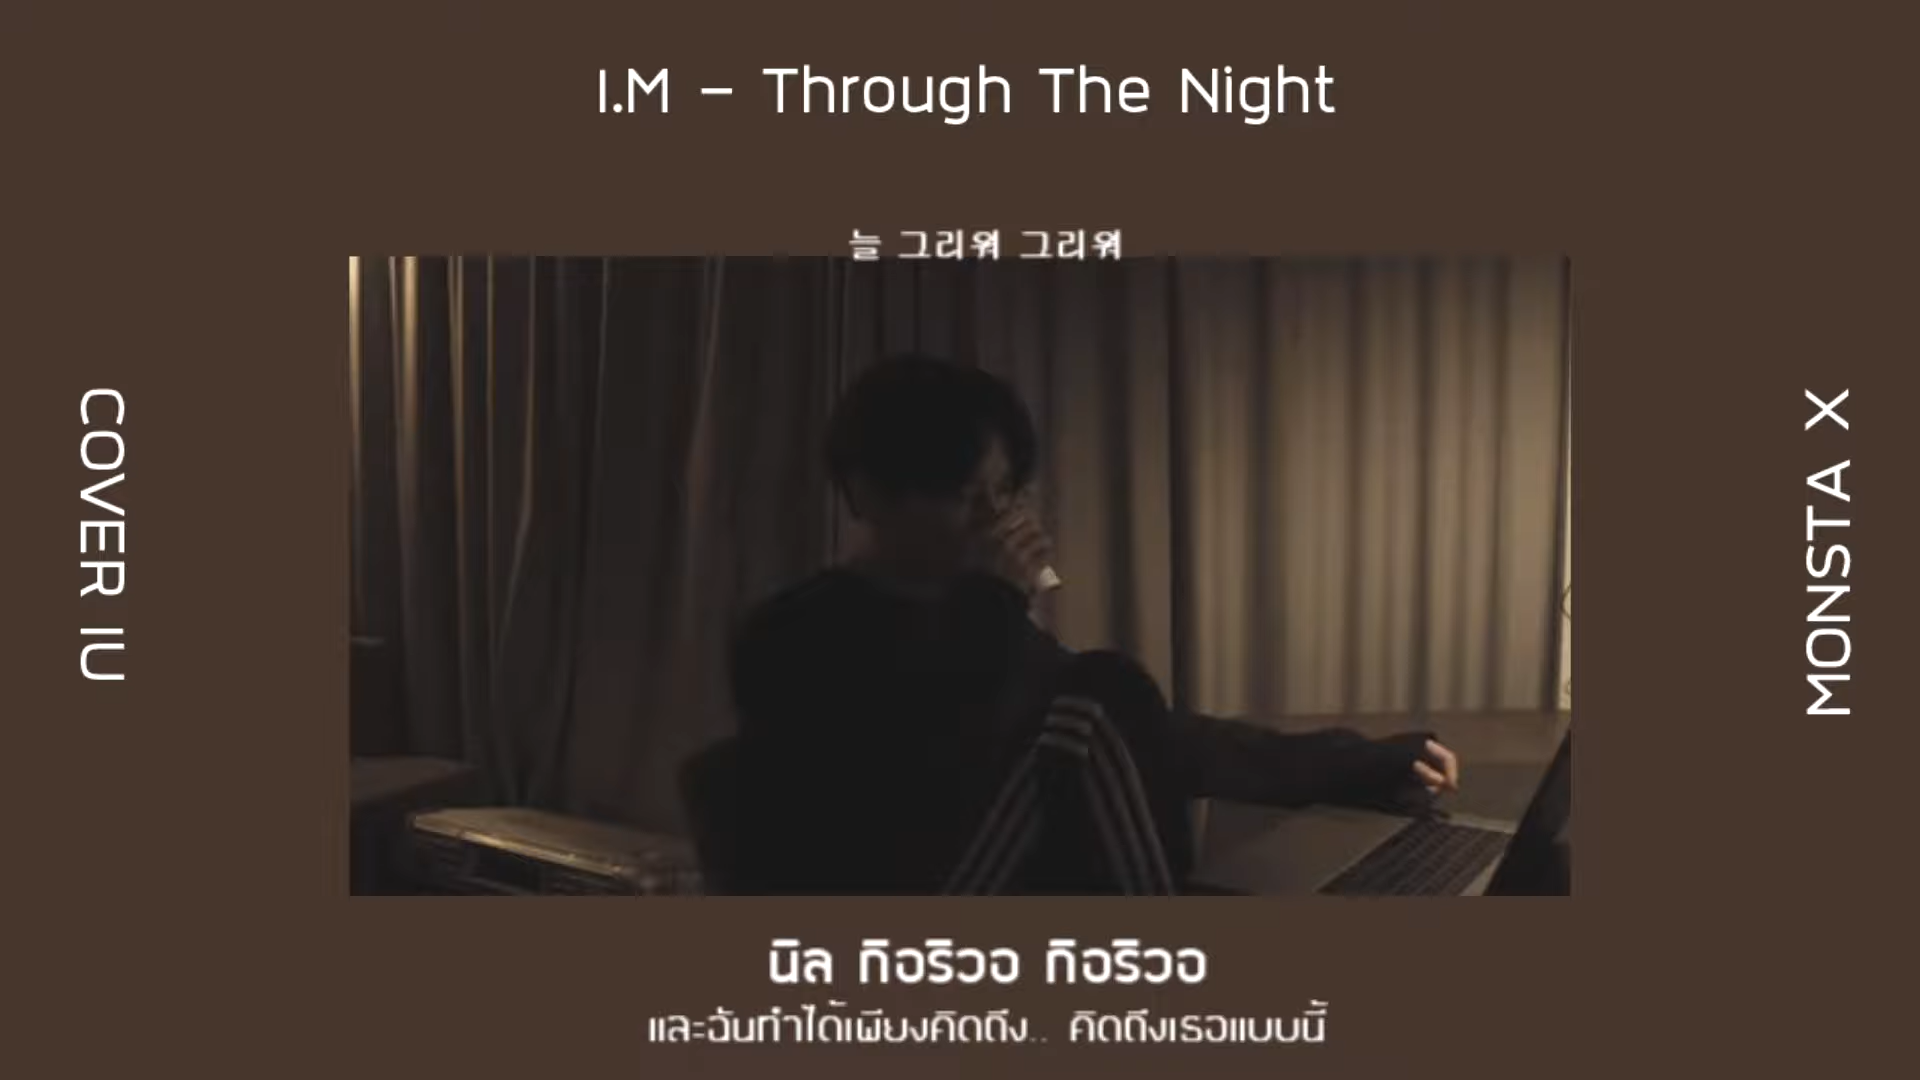 I.M - Through The Night
늘 그리워 그리워
COVER IU
MONSTA X
นิล กือรีวอ กือรีวอ
และฉันทำได้เพียงคิดถึง.. คิดถึงเธอแบบนี้